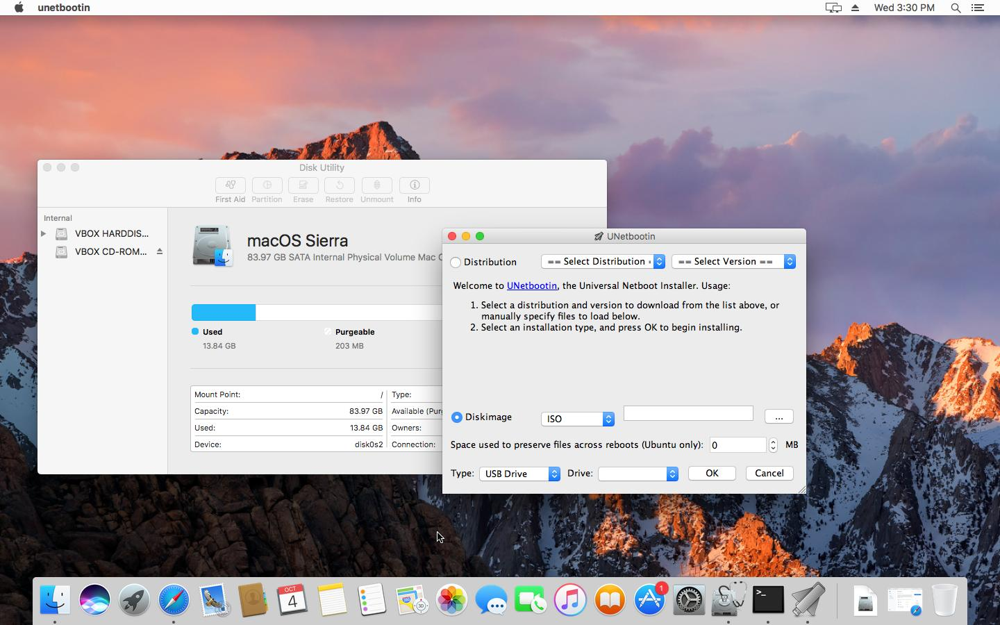 unetbootin
Wed 3:30 PM
Disk Utility
First Aid
Partition
Erase
Restore
Unmount
Info
Internal
VBOX HARDDIS...
VBOX CD-ROM...
macOS Sierra
83.97 GB SATA Internal Physical Volume Mac
Used
13.84 GB
Purgeable
203 MB
Mount Point: /
Capacity: 83.97 GB
Used: 13.84 GB
Device: disk0s2
Type:
Available (Pur
Owners:
Connection:
UNetbootin
Distribution
== Select Distribution
== Select Version ==
Welcome to UNetbootin, the Universal Netboot Installer. Usage:
1. Select a distribution and version to download from the list above, or
manually specify files to load below.
2. Select an installation type, and press OK to begin installing.
Diskimage
ISO
...
Space used to preserve files across reboots (Ubuntu only): 0 MB
Type: USB Drive
Drive:
OK
Cancel
OCT
4
3D
1
>_